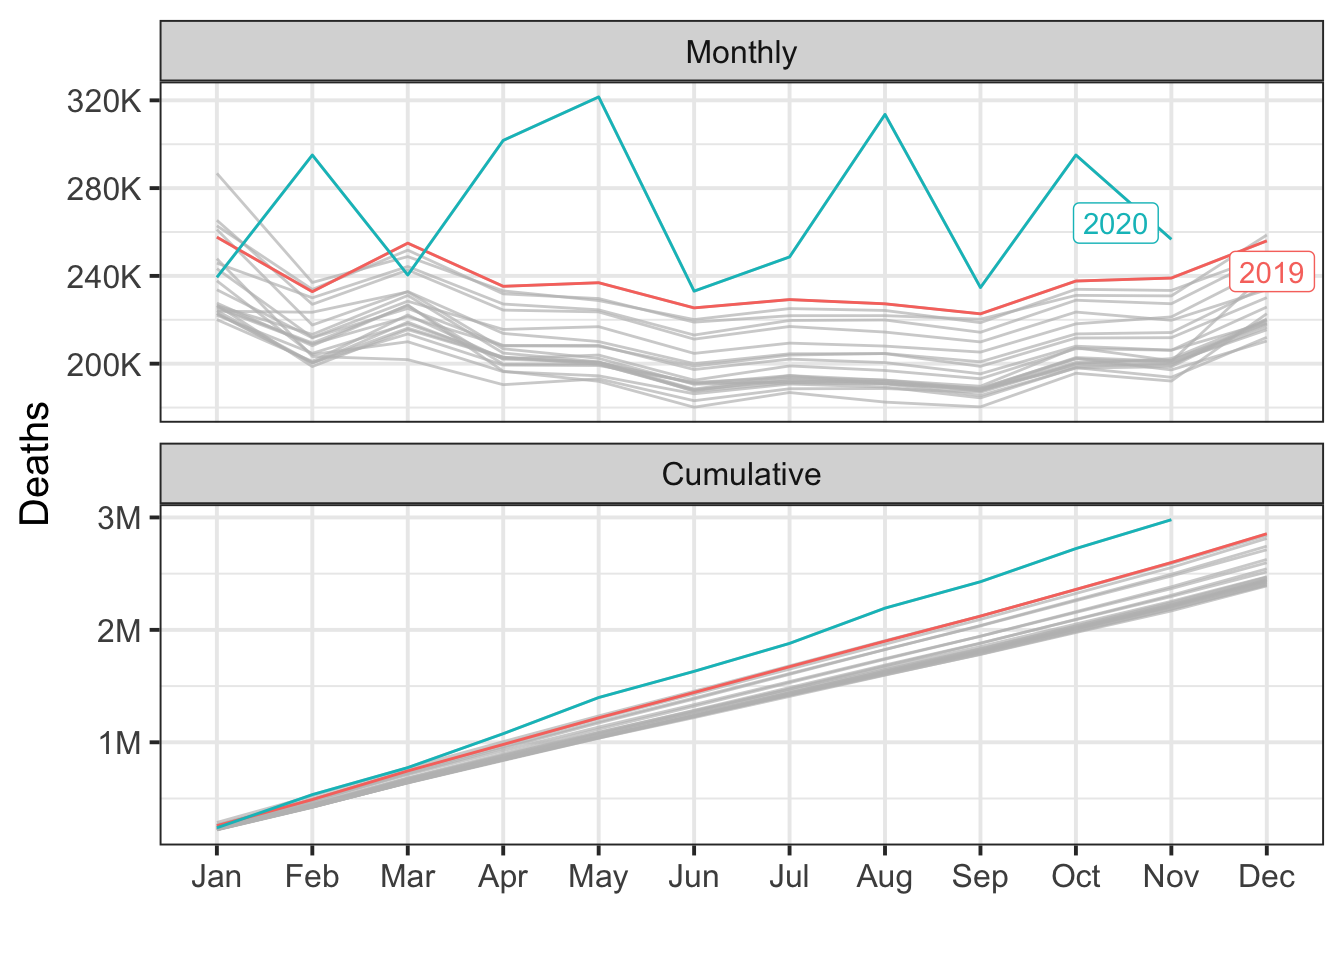 Monthly
320K
280K
240K
200K
2020
2019
Deaths
Cumulative
3M
2M
1M
Jan Feb Mar Apr May Jun Jul Aug Sep Oct Nov Dec